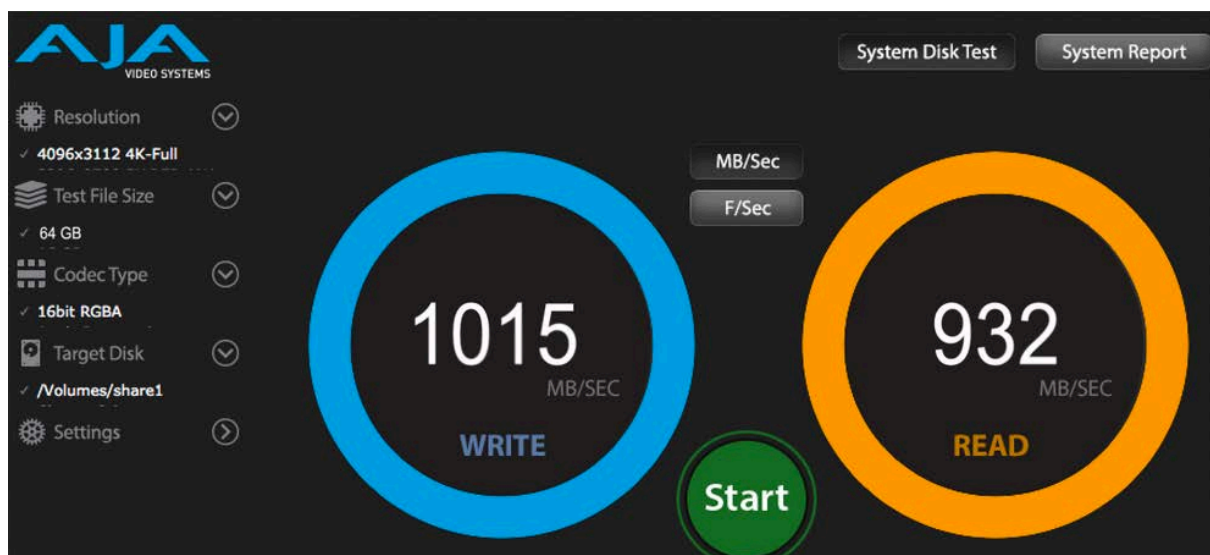 AJA
VIDEO SYSTEMS
System Disk Test
System Report
Resolution
✓ 4096x3112 4K-Full
Test File Size
✓ 64 GB
Codec Type
✓ 16bit RGBA
Target Disk
✓ /Volumes/share1
Settings
MB/Sec
F/Sec
1015
MB/SEC
WRITE
932
MB/SEC
READ
Start